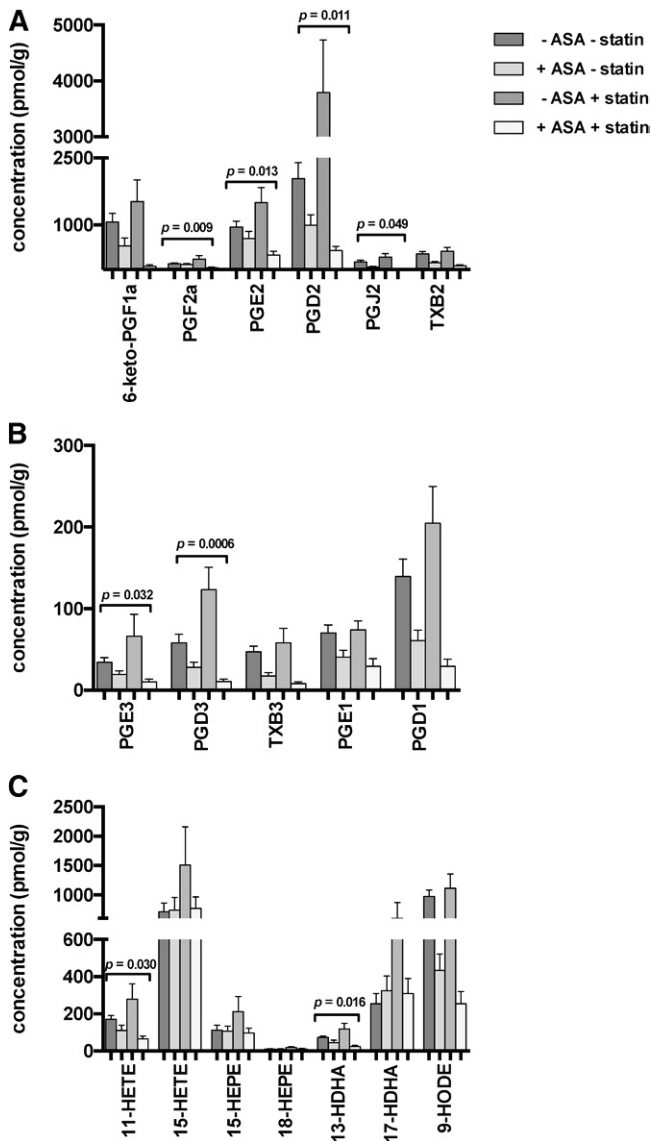 A
concentration (pmol/g)
5000
4000
3000
2500
1000
p = 0.009
p = 0.013
p = 0.011
p = 0.049
6-keto-PGF1a
PGF2a
PGE2
PGD2
PGJ2
TXB2
- ASA - statin
+ ASA - statin
- ASA + statin
+ ASA + statin
B
concentration (pmol/g)
300
200
100
0
p = 0.032
p = 0.0006
PGE3
PGD3
TXB3
PGE1
PGD1
C
concentration (pmol/g)
2500
2000
1500
1000
600
400
200
0
p = 0.030
p = 0.016
11-HETE
15-HETE
15-HEPE
18-HEPE
13-HDHA
17-HDHA
9-HODE